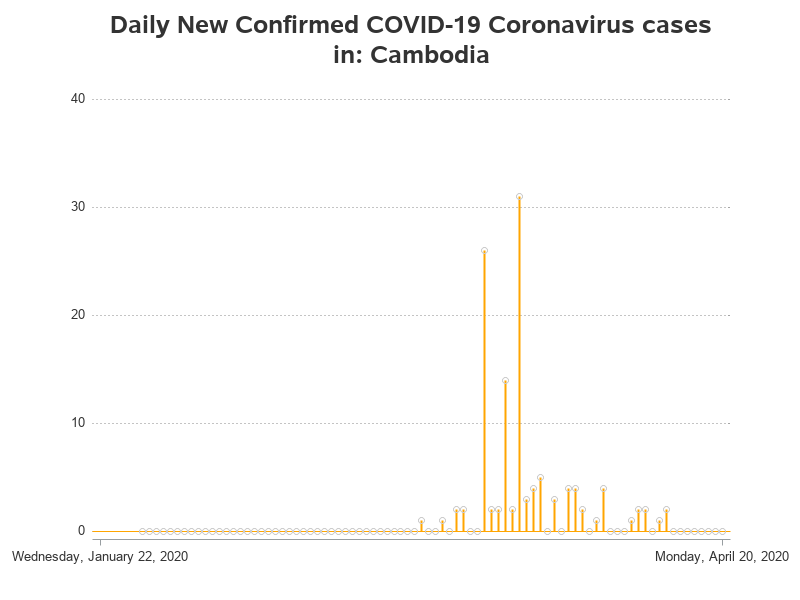 Daily New Confirmed COVID-19 Coronavirus cases
in: Cambodia
40
30
20
10
0
Wednesday, January 22, 2020
Monday, April 20, 2020